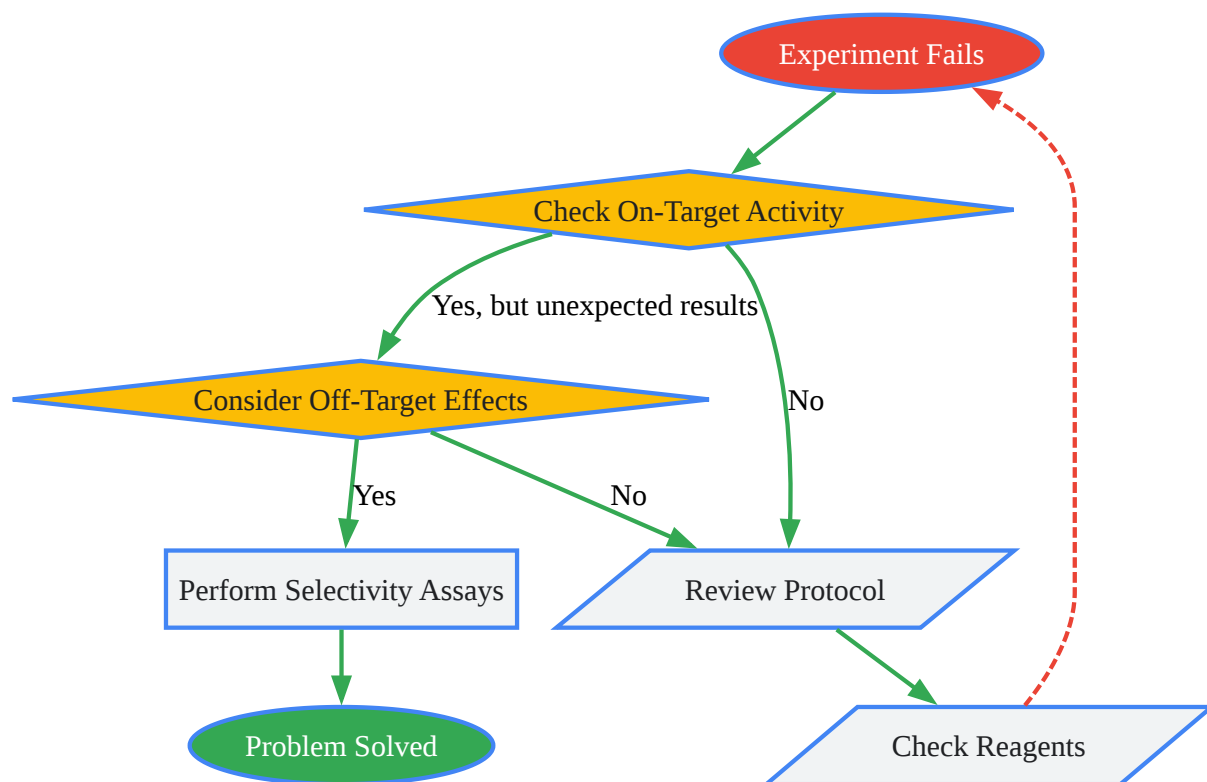 Experiment Fails
Check On-Target Activity
Yes, but unexpected results
Consider Off-Target Effects
No
Yes
No
Perform Selectivity Assays
Review Protocol
Problem Solved
Check Reagents